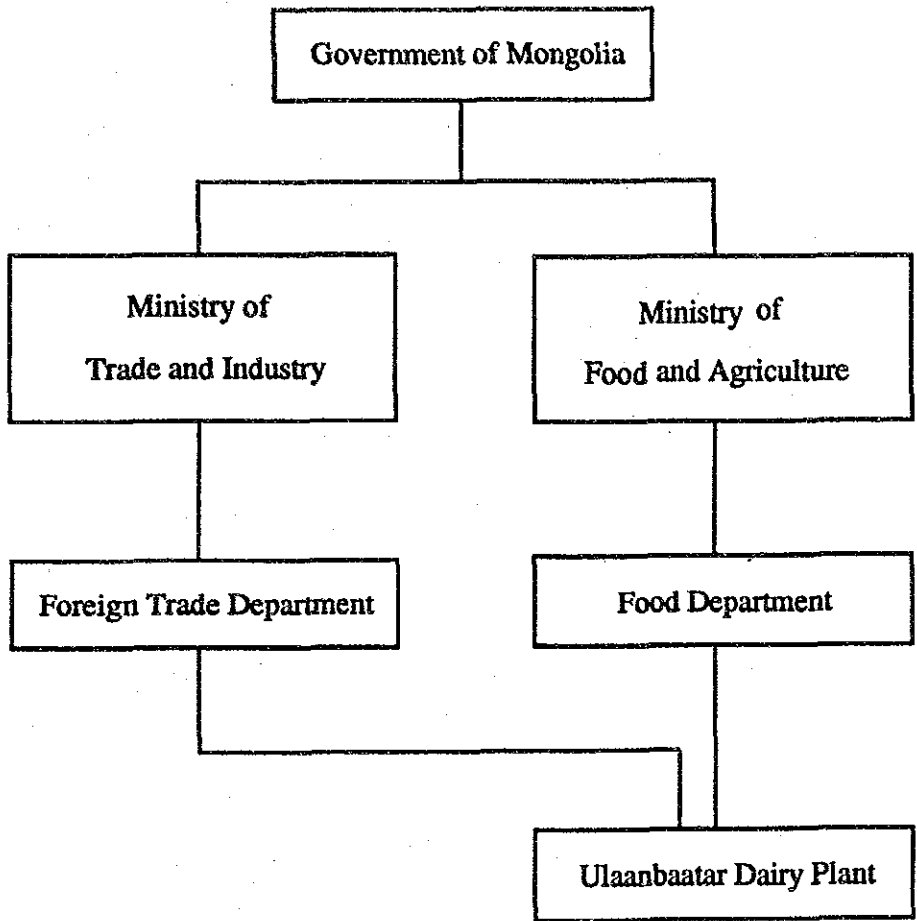 Government of Mongolia
Ministry of
Trade and Industry
Ministry of
Food and Agriculture
Foreign Trade Department
Food Department
Ulaanbaatar Dairy Plant